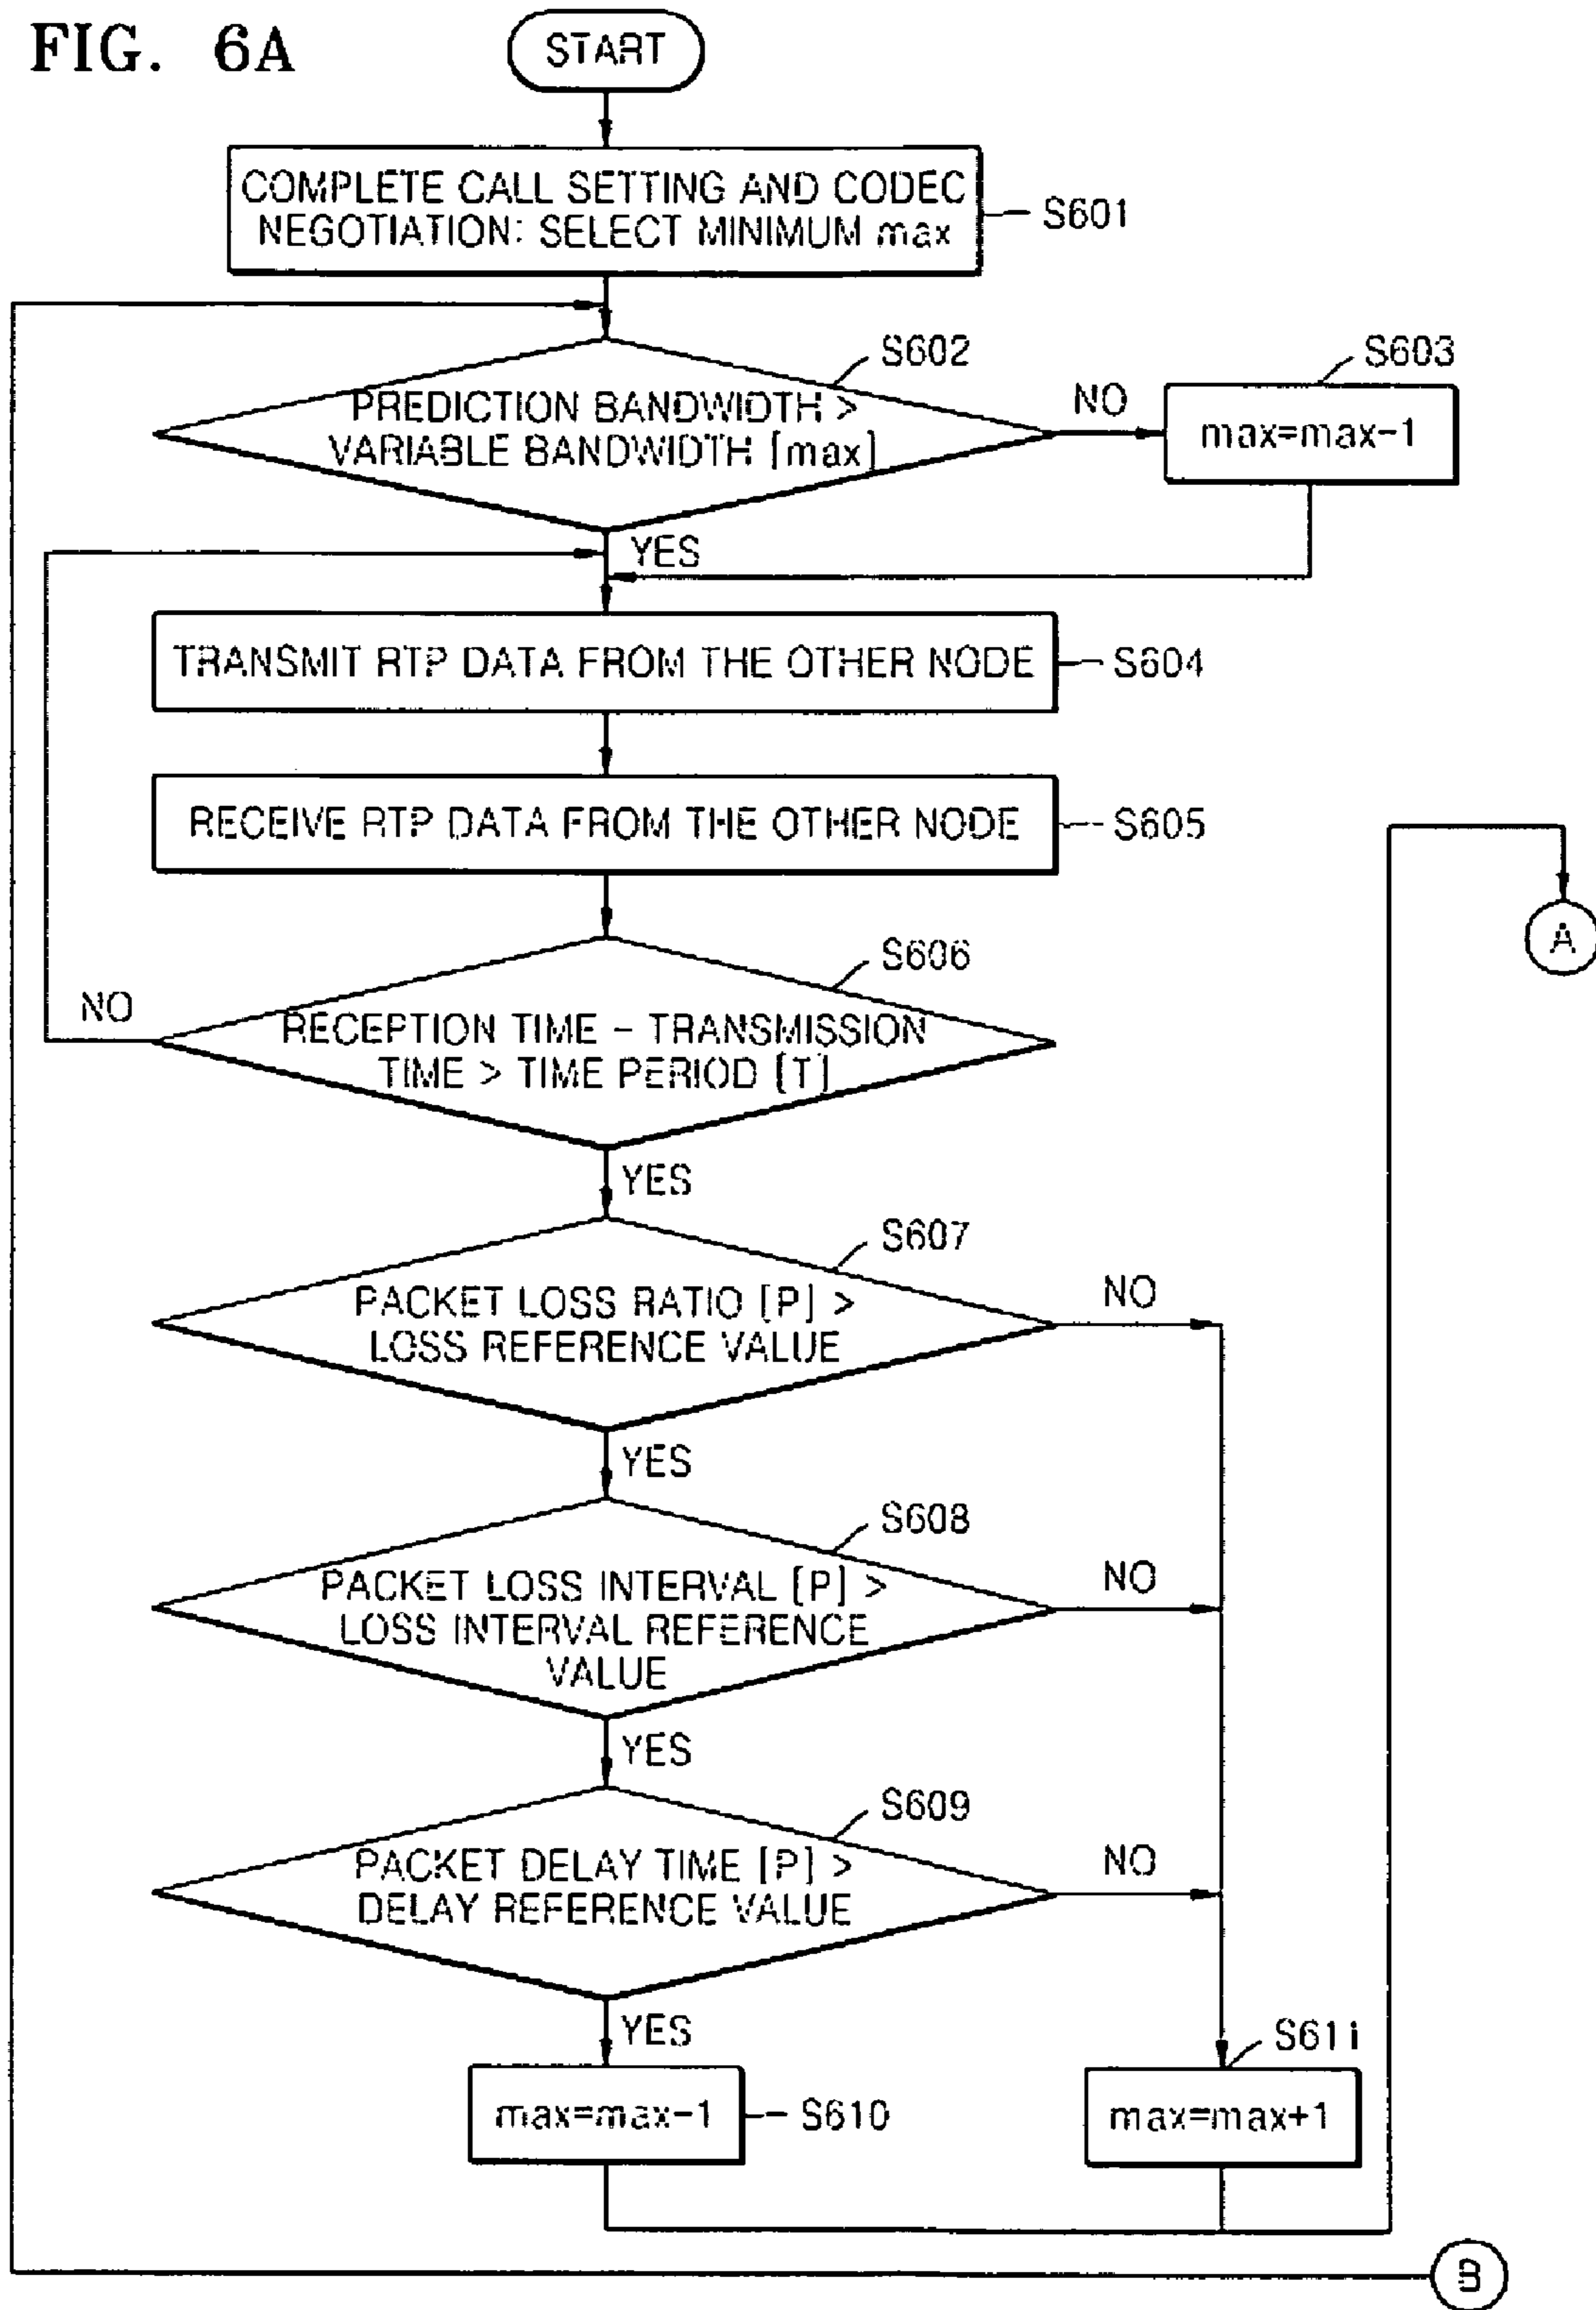 FIG. 6A
START
COMPLETE CALL SETTING AND CODEC
NEGOTIATION: SELECT MINIMUM max
S601
S602
PREDICTION BANDWIDTH >
VARIABLE BANDWIDTH [max]
NO
S603
max=max-1
YES
TRANSMIT RTP DATA FROM THE OTHER NODE
S604
RECEIVE RTP DATA FROM THE OTHER NODE
S605
A
S606
NO
RECEPTION TIME - TRANSMISSION
TIME > TIME PERIOD [T]
YES
S607
PACKET LOSS RATIO [P] >
LOSS REFERENCE VALUE
NO
YES
S608
PACKET LOSS INTERVAL [P] >
LOSS INTERVAL REFERENCE
VALUE
NO
YES
S609
PACKET DELAY TIME [P] >
DELAY REFERENCE VALUE
NO
YES
max=max-1
S610
S611
max=max+1
B